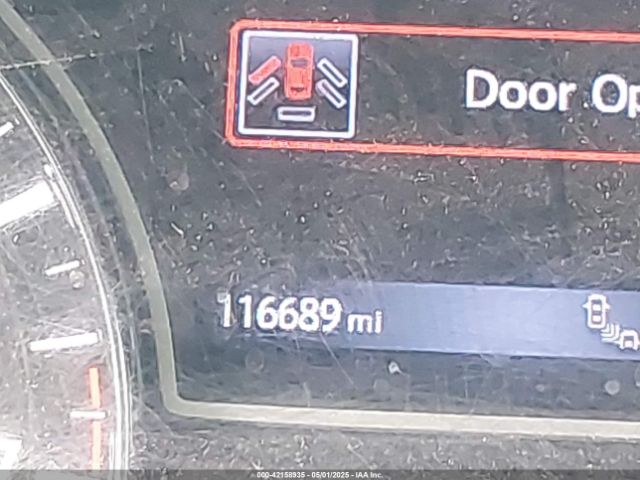 Door Op
116689 mi
000-42158935 - 05/01/2025 - IAA Inc.